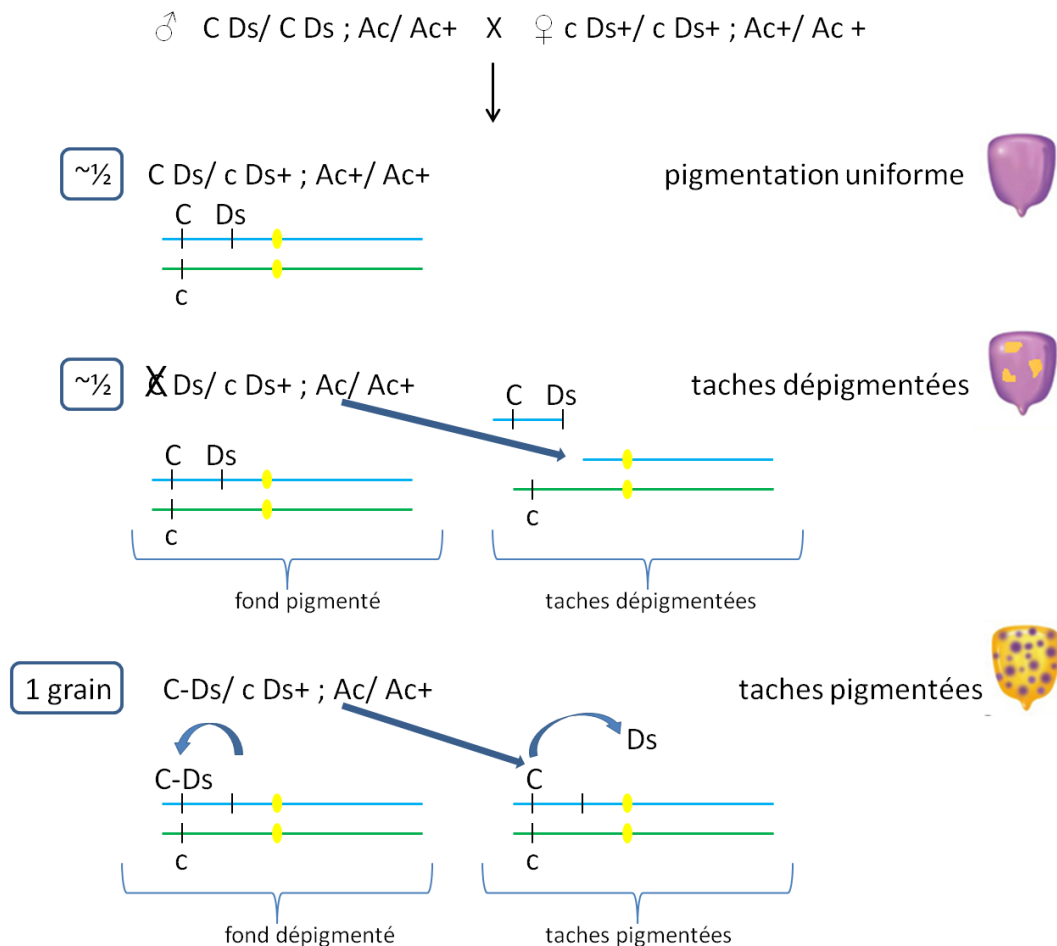 ♂ C Ds/ C Ds ; Ac/ Ac+ X ♀ c Ds+/ c Ds+ ; Ac+/ Ac +
~½ C Ds/ c Ds+ ; Ac+/ Ac+ pigmentation uniforme
C Ds
c
~½ C Ds/ c Ds+ ; Ac/ Ac+ taches dépigmentées
C Ds
C Ds
c
c
fond pigmenté taches dépigmentées
1 grain C-Ds/ c Ds+ ; Ac/ Ac+ taches pigmentées
Ds
C-Ds C
c c
fond dépigmenté taches pigmentées